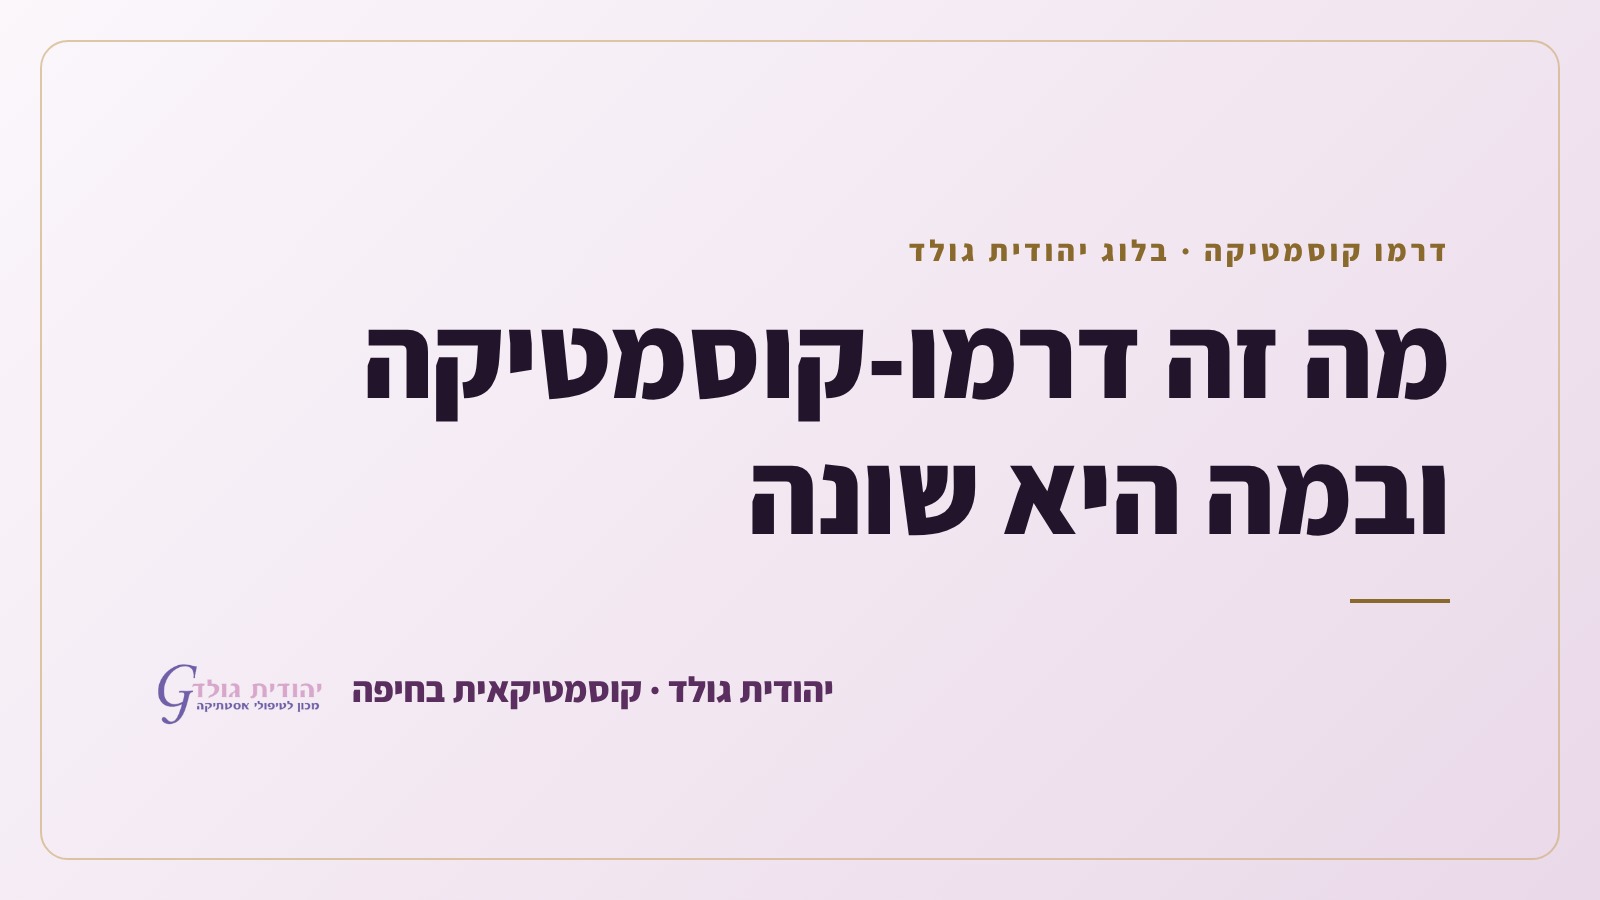 דרמו קוסמטיקה · בלוג יהודית גולד
מה זה דרמו-קוסמטיקה
ובמה היא שונה
יהודית גולד · קוסמטיקאית בחיפה
יהודית גולד G
מכון לטיפולי אסטתיקה